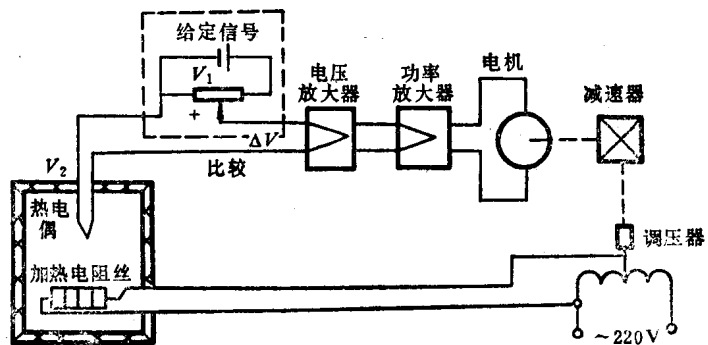 给定信号
V₁
+
ΔV
比较
电压
放大器
功率
放大器
电机
减速器
V₂
热电
偶
加热电阻丝
调压器
~220V